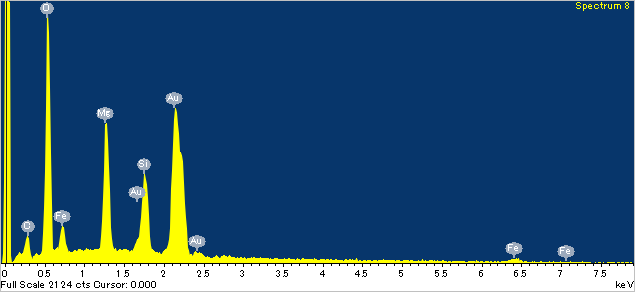 Spectrum 8
O
Au
Mg
Si
Au
Fe
C
Au
Fe
Fe
0 0.5 1 1.5 2 2.5 3 3.5 4 4.5 5 5.5 6 6.5 7 7.5
Full Scale 2124 cts Cursor: 0.000 keV